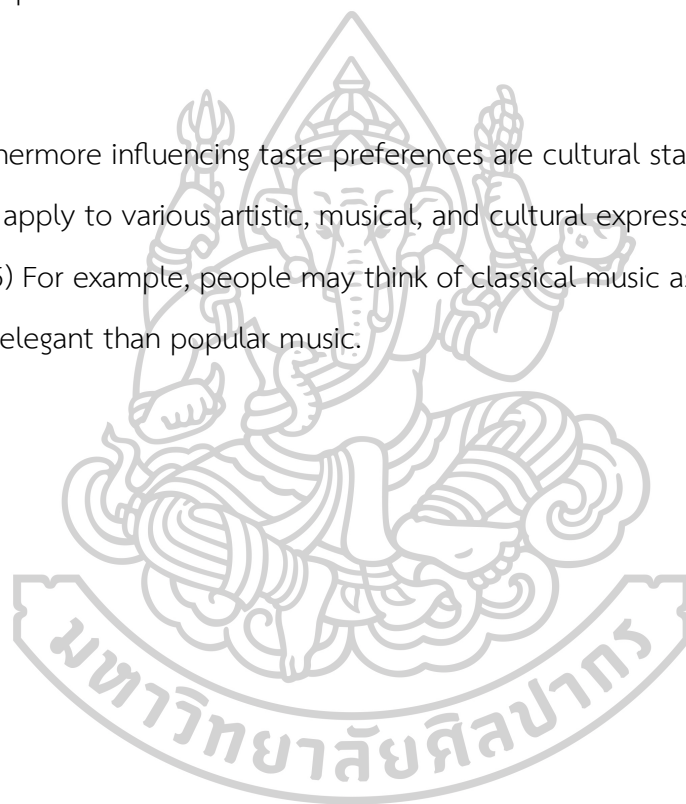 hermore influencing taste preferences are cultural sta
apply to various artistic, musical, and cultural express
5) For example, people may think of classical music as
elegant than popular music.
มหาวิทยาลัยศิลปากร